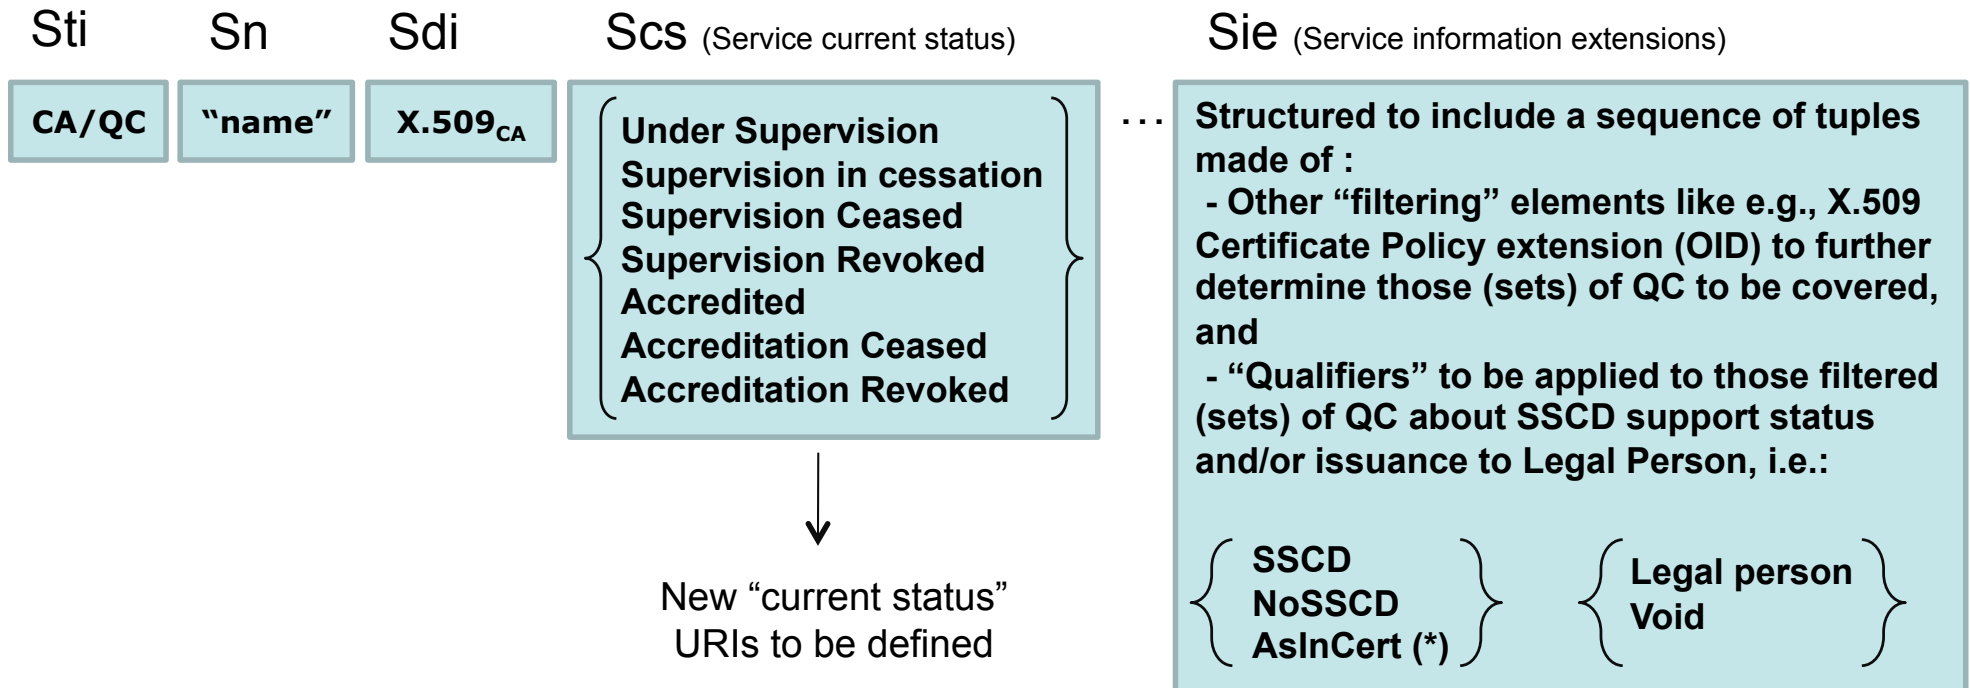 Sti
Sn
Sdi
Scs (Service current status)
Sie (Service information extensions)
CA/QC
“name”
X.509CA
Under Supervision
Supervision in cessation
Supervision Ceased
Supervision Revoked
Accredited
Accreditation Ceased
Accreditation Revoked
New “current status”
URIs to be defined
...
Structured to include a sequence of tuples
made of :
- Other “filtering” elements like e.g., X.509
Certificate Policy extension (OID) to further
determine those (sets) of QC to be covered,
and
- “Qualifiers” to be applied to those filtered
(sets) of QC about SSCD support status
and/or issuance to Legal Person, i.e.:
SSCD
NoSSCD
AsInCert (*)
Legal person
Void